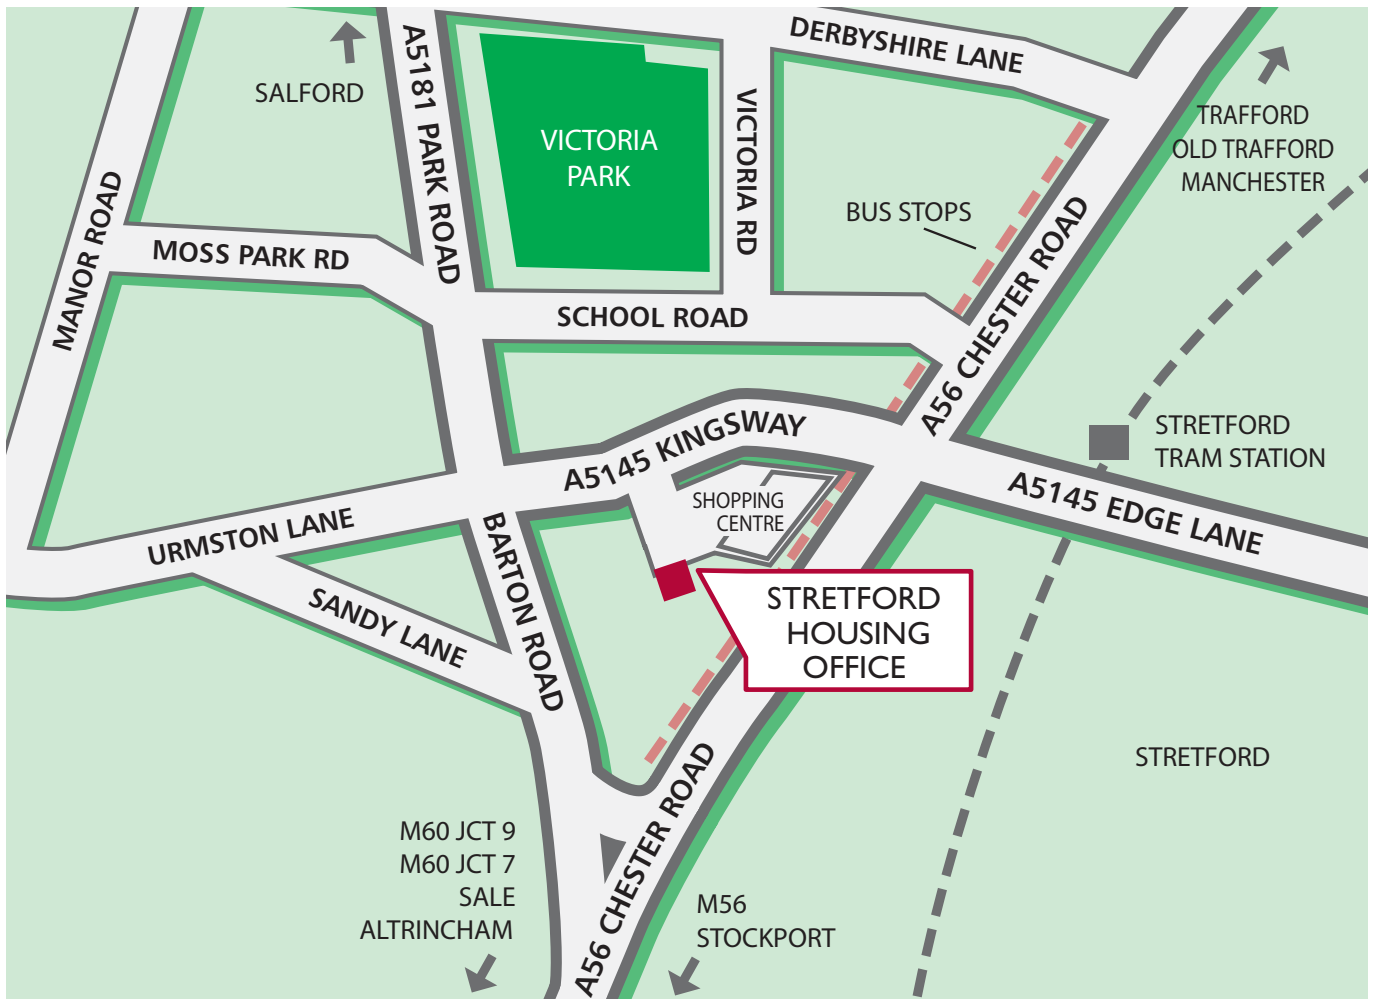 DERBYSHIRE LANE
SALFORD
A5181 PARK ROAD
VICTORIA
PARK
VICTORIA RD
TRAFFORD
OLD TRAFFORD
MANCHESTER
BUS STOPS
MANOR ROAD
MOSS PARK RD
SCHOOL ROAD
A56 CHESTER ROAD
STRETFORD
TRAM STATION
A5145 KINGSWAY
SHOPPING
CENTRE
A5145 EDGE LANE
URMSTON LANE
BARTON ROAD
SANDY LANE
STRETFORD
HOUSING
OFFICE
STRETFORD
A56 CHESTER ROAD
M60 JCT 9
M60 JCT 7
SALE
ALTRINCHAM
M56
STOCKPORT